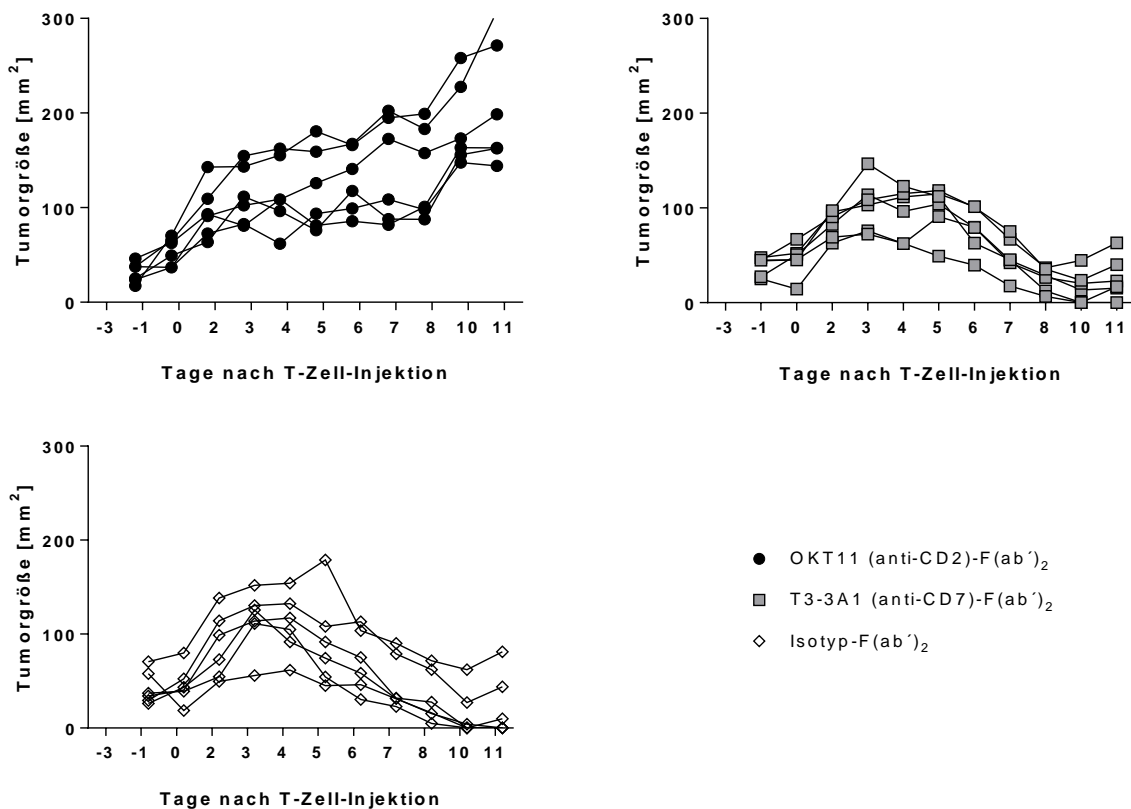 300
200
100
0
Tumorgröße [mm²]
-3 -1 0 2 3 4 5 6 7 8 10 11
Tage nach T-Zell-Injektion
300
200
100
0
Tumorgröße [mm²]
-3 -1 0 2 3 4 5 6 7 8 10 11
Tage nach T-Zell-Injektion
300
200
100
0
Tumorgröße [mm²]
-3 -1 0 2 3 4 5 6 7 8 10 11
Tage nach T-Zell-Injektion
OKT11 (anti-CD2)-F(ab´)₂
T3-3A1 (anti-CD7)-F(ab´)₂
Isotyp-F(ab´)₂